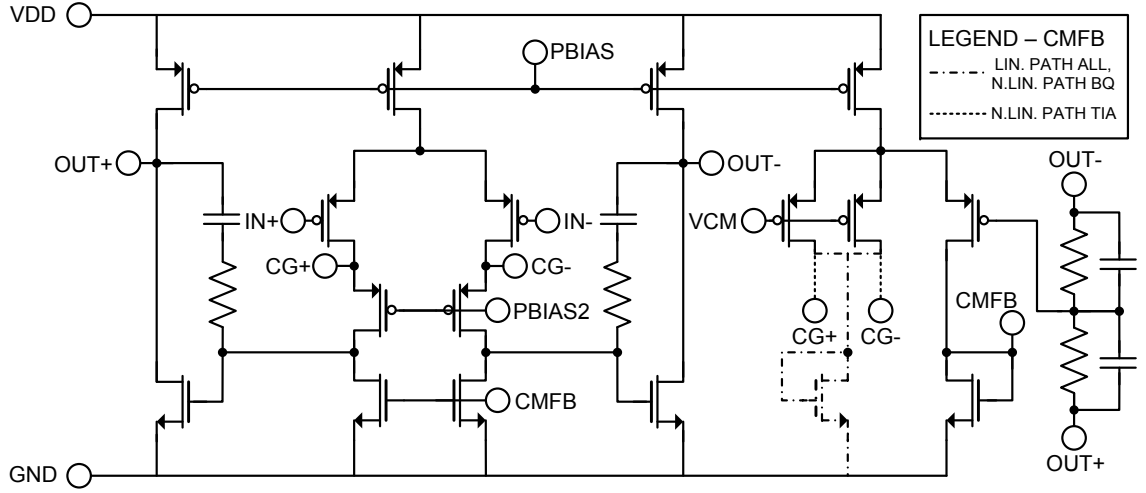 VDD
PBIAS
LEGEND – CMFB
LIN. PATH ALL,
N.LIN. PATH BQ
N.LIN. PATH TIA
OUT+
OUT-
OUT-
IN+
IN-
VCM
CG+
CG-
PBIAS2
CMFB
CG+
CG-
CMFB
OUT+
GND